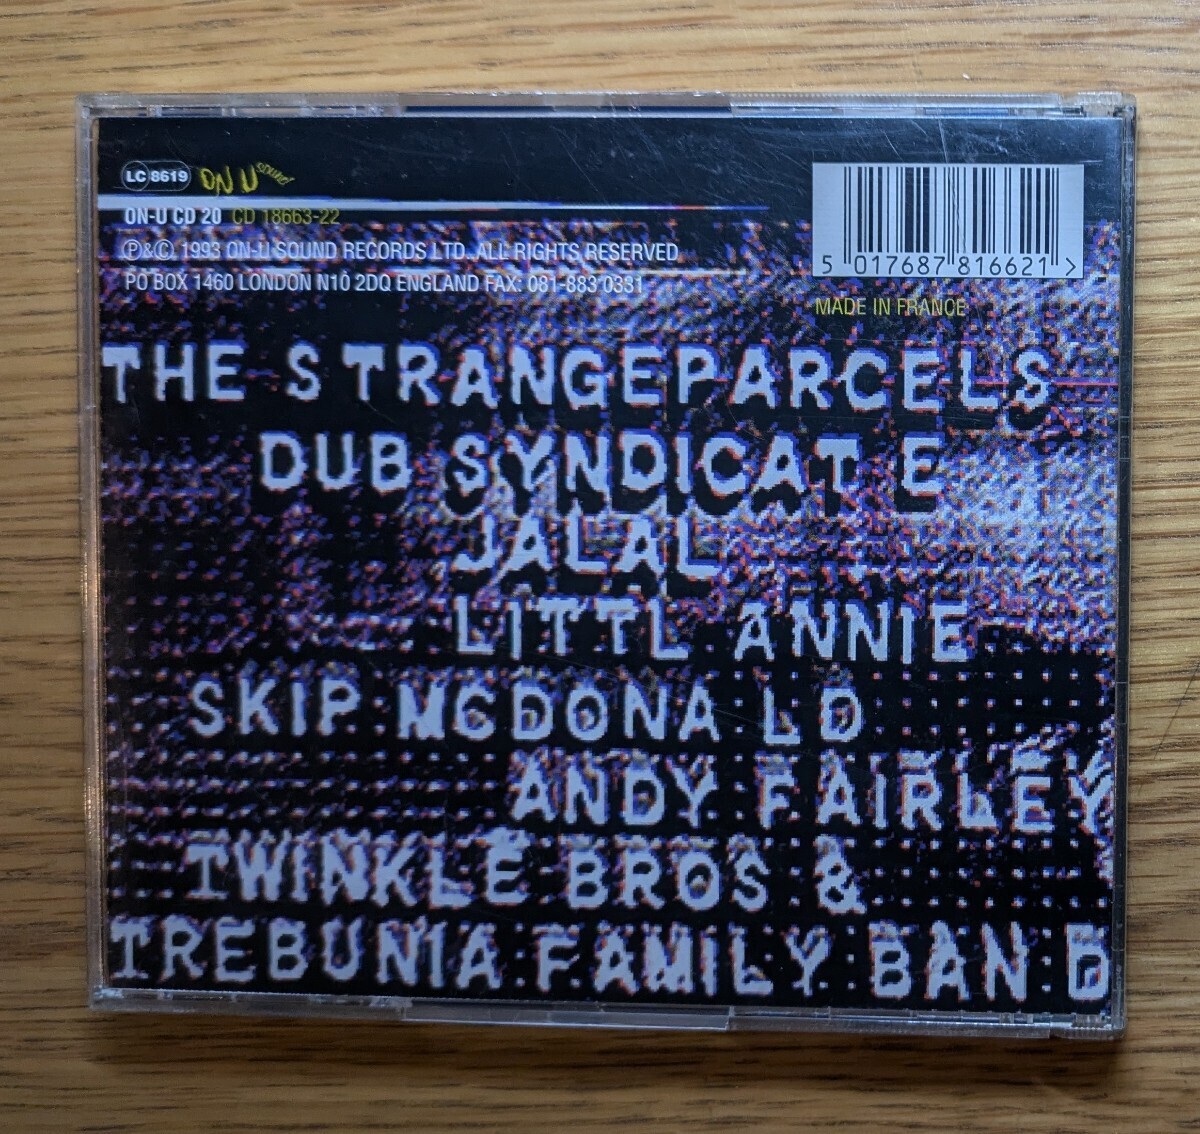 LC 8619 ON U sound
ON-U CD 20 CD 18663-22
℗&© 1993 ON-U SOUND RECORDS LTD. ALL RIGHTS RESERVED
PO BOX 1460 LONDON N10 2DQ ENGLAND FAX: 081-883 0331
5 017687 816621 >
MADE IN FRANCE
THE STRANGEPARCELS
DUB SYNDICATE
JALAL
LITTL ANNIE
SKIP MCDONALD
ANDY FAIRLEY
TWINKLE BROS &
TREBUNIA FAMILY BAND